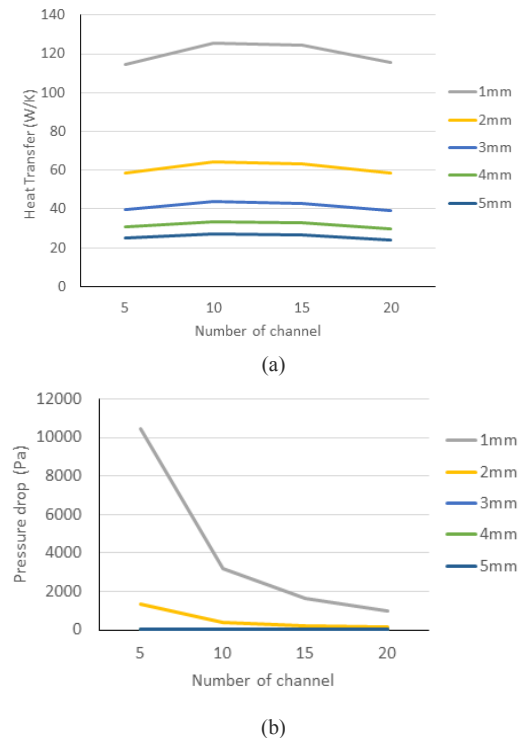 140
120
100
80
60
40
20
0
Heat Transfer (W/K)
5 10 15 20
Number of channel
1mm
2mm
3mm
4mm
5mm
(a)
12000
10000
8000
6000
4000
2000
0
Pressure drop (Pa)
5 10 15 20
Number of channel
1mm
2mm
3mm
4mm
5mm
(b)